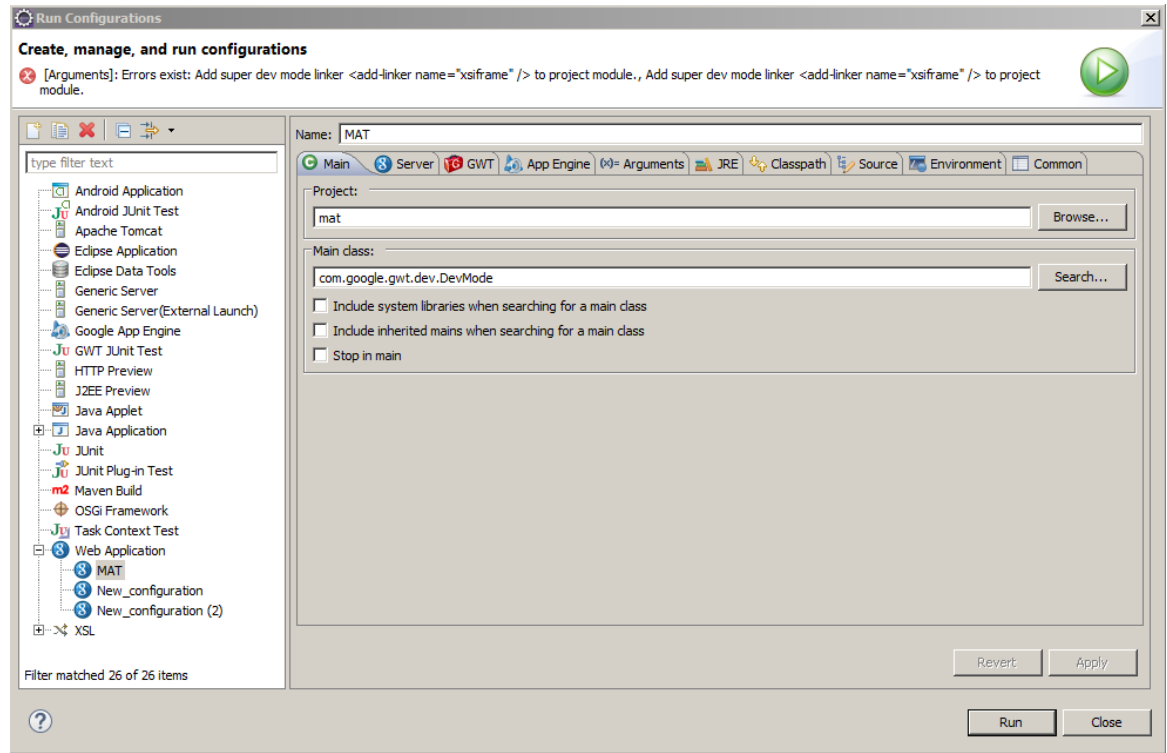 Run Configurations
Create, manage, and run configurations
[Arguments]: Errors exist: Add super dev mode linker <add-linker name="xsiframe" /> to project module., Add super dev mode linker <add-linker name="xsiframe" /> to project
module.
type filter text
Android Application
Android JUnit Test
Apache Tomcat
Eclipse Application
Eclipse Data Tools
Generic Server
Generic Server(External Launch)
Google App Engine
GWT JUnit Test
HTTP Preview
J2EE Preview
Java Applet
Java Application
JUnit
JUnit Plug-in Test
m2 Maven Build
OSGi Framework
Task Context Test
Web Application
MAT
New_configuration
New_configuration (2)
XSL
Filter matched 26 of 26 items
Name: MAT
Main Server GWT App Engine (x)= Arguments JRE Classpath Source Environment Common
Project:
mat
Browse...
Main class:
com.google.gwt.dev.DevMode
Search...
Include system libraries when searching for a main class
Include inherited mains when searching for a main class
Stop in main
Revert Apply
Run Close